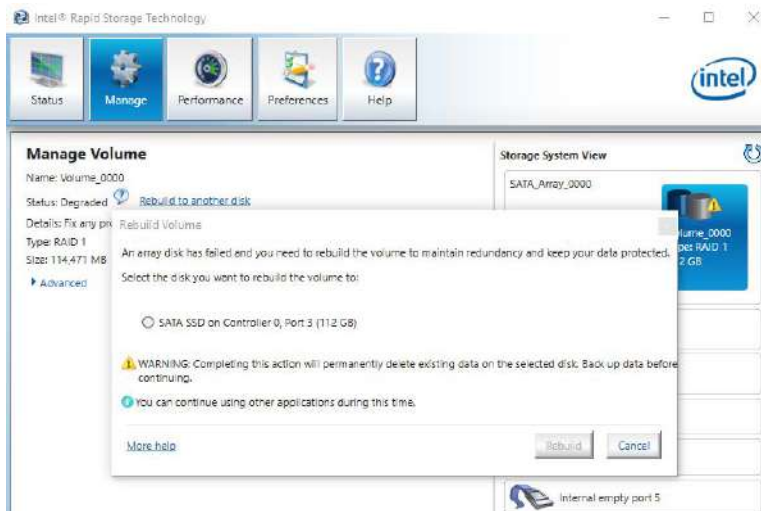 Intel® Rapid Storage Technology
Status
Manage
Performance
Preferences
Help
intel
Manage Volume
Name: Volume_0000
Status: Degraded
Rebuild to another disk
Details: Fix any
Type: RAID 1
Size: 114,471 MB
Advanced
Storage System View
SATA_Array_0000
RAID 1
2 GB
Rebuild Volume
An array disk has failed and you need to rebuild the volume to maintain redundancy and keep your data protected.
Select the disk you want to rebuild the volume to:
SATA SSD on Controller 0, Port 3 (112 GB)
WARNING: Completing this action will permanently delete existing data on the selected disk. Back up data before
continuing.
You can continue using other applications during this time.
More help
Rebuild
Cancel
Internal empty port 5